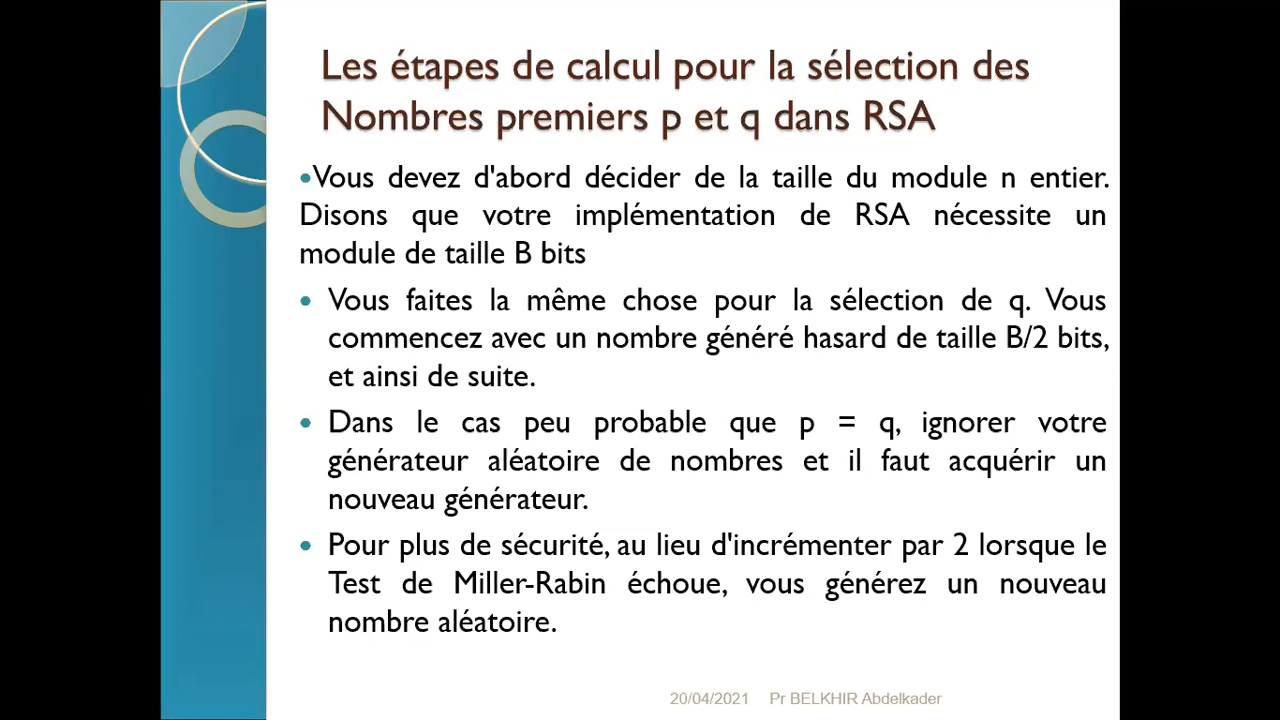 Les étapes de calcul pour la sélection des
Nombres premiers p et q dans RSA
•Vous devez d'abord décider de la taille du module n entier.
Disons que votre implémentation de RSA nécessite un
module de taille B bits
• Vous faites la même chose pour la sélection de q. Vous
commencez avec un nombre généré hasard de taille B/2 bits,
et ainsi de suite.
• Dans le cas peu probable que p = q, ignorer votre
générateur aléatoire de nombres et il faut acquérir un
nouveau générateur.
• Pour plus de sécurité, au lieu d'incrémenter par 2 lorsque le
Test de Miller-Rabin échoue, vous générez un nouveau
nombre aléatoire.
20/04/2021 Pr BELKHIR Abdelkader